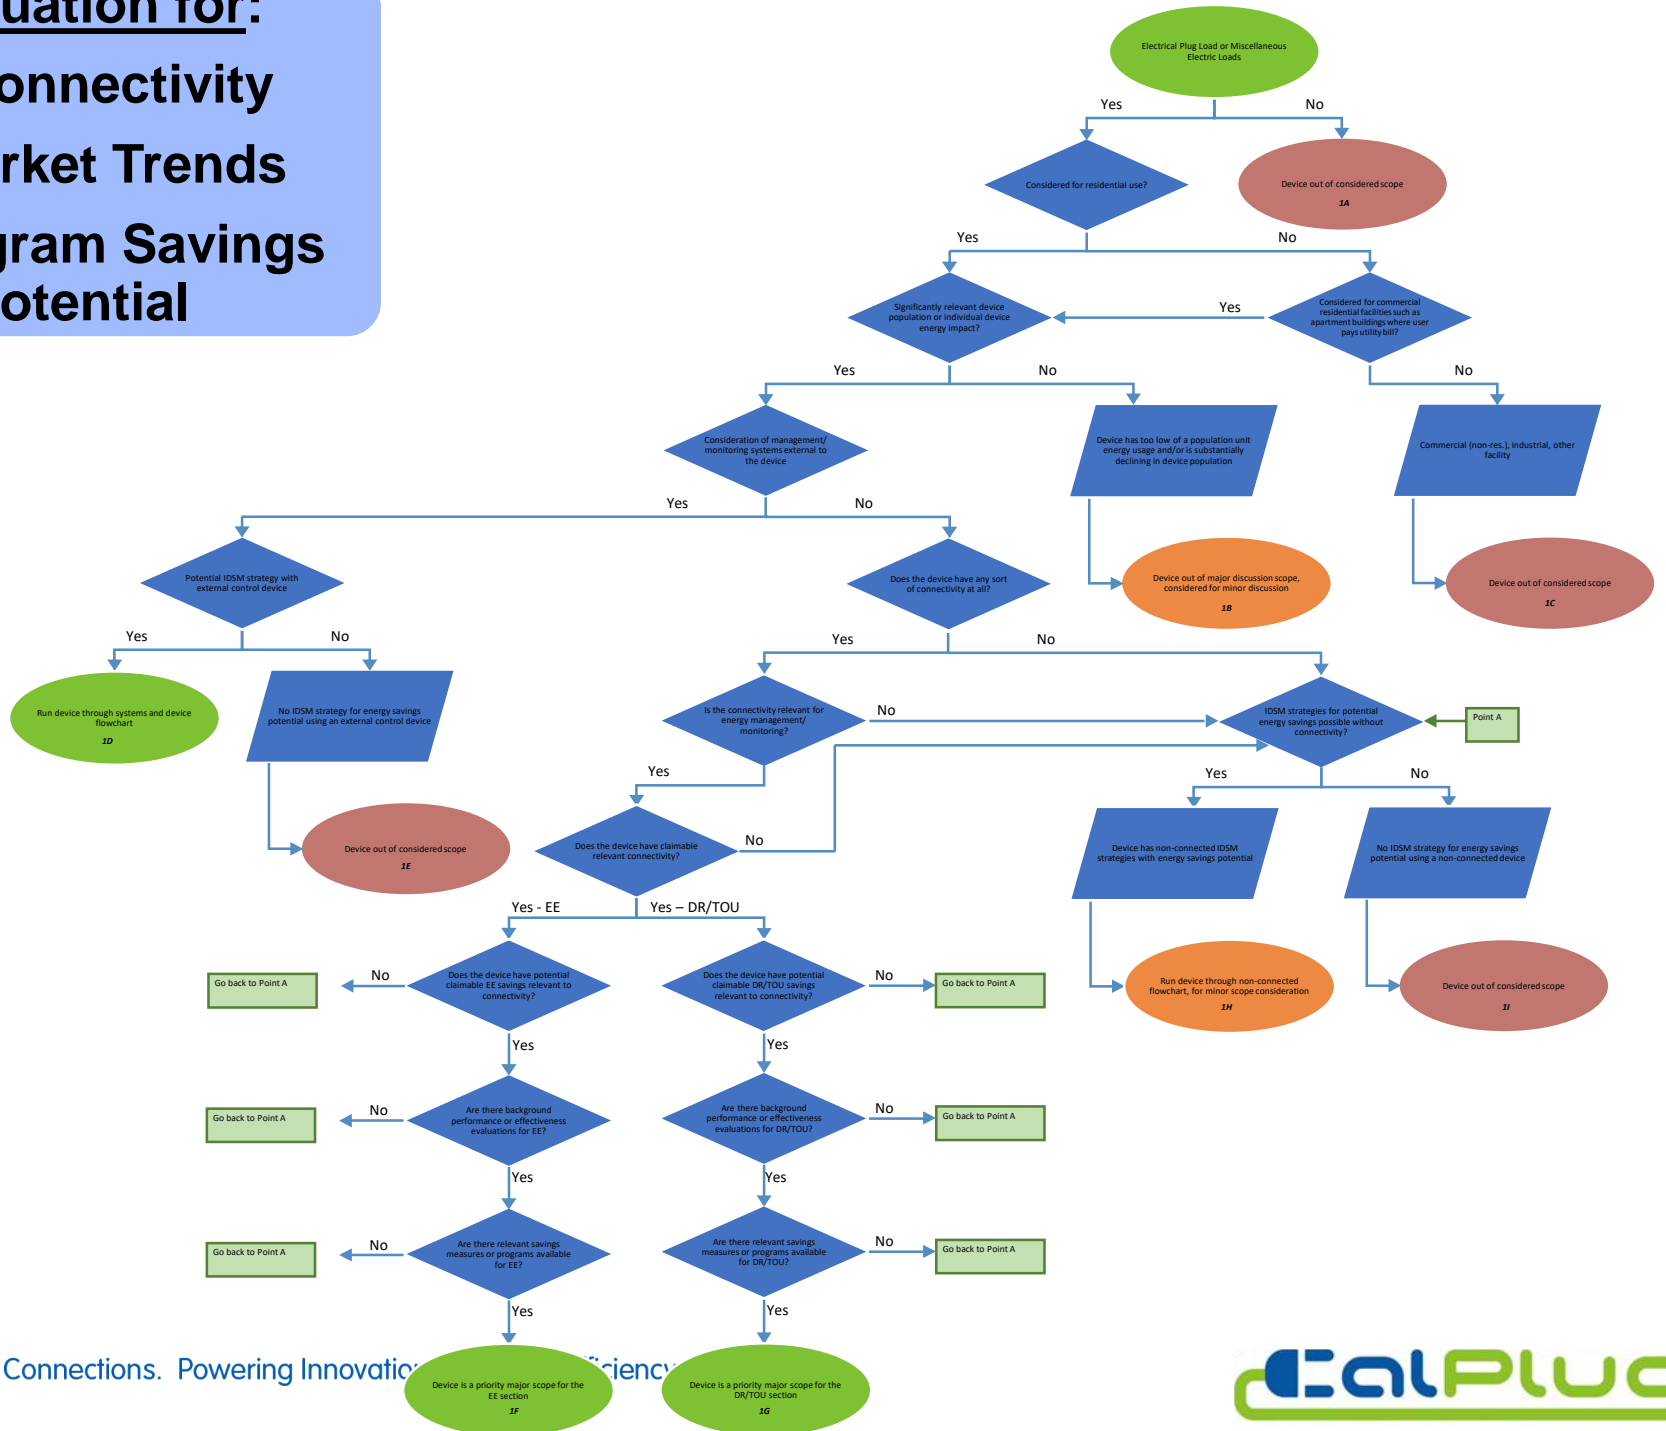 uation for:
onnectivity
rket Trends
gram Savings
otential
Electrical Plug Load or Miscellaneous
Electric Loads
Yes
No
Considered for residential use?
Device out of considered scope
1A
Yes
No
Significantly relevant device
population or individual device
energy impact?
Yes
Considered for commercial
residential facilities such as
apartment buildings where user
pays utility bill?
Yes
No
No
Consideration of management/
monitoring systems external to
the device
Device has too low of a population unit
energy usage and/or is substantially
declining in device population
Commercial (non-res.), industrial, other
facility
Yes
No
Potential IDSM strategy with
external control device
Does the device have any sort
of connectivity at all?
Device out of major discussion scope,
considered for minor discussion
1B
Device out of considered scope
1C
Yes
No
Yes
No
Run device through systems and device
flowchart
1D
No IDSM strategy for energy savings
potential using an external control device
Is the connectivity relevant for
energy management/
monitoring?
No
IDSM strategies for potential
energy savings possible without
connectivity?
Point A
Yes
Yes
No
Device out of considered scope
1E
Does the device have claimable
relevant connectivity?
No
Device has non-connected IDSM
strategies with energy savings potential
No IDSM strategy for energy savings
potential using a non-connected device
Yes - EE
Yes – DR/TOU
Go back to Point A
No
Does the device have potential
claimable EE savings relevant to
connectivity?
Does the device have potential
claimable DR/TOU savings
relevant to connectivity?
No
Go back to Point A
Run device through non-connected
flowchart, for minor scope consideration
1H
Device out of considered scope
1I
Yes
Yes
Go back to Point A
No
Are there background
performance or effectiveness
evaluations for EE?
Are there background
performance or effectiveness
evaluations for DR/TOU?
No
Go back to Point A
Yes
Yes
Go back to Point A
No
Are there relevant savings
measures or programs available
for EE?
Are there relevant savings
measures or programs available
for DR/TOU?
No
Go back to Point A
Yes
Yes
Connections. Powering Innovatio
ficiency
Device is a priority major scope for the
EE section
1F
Device is a priority major scope for the
DR/TOU section
1G
CalPlug